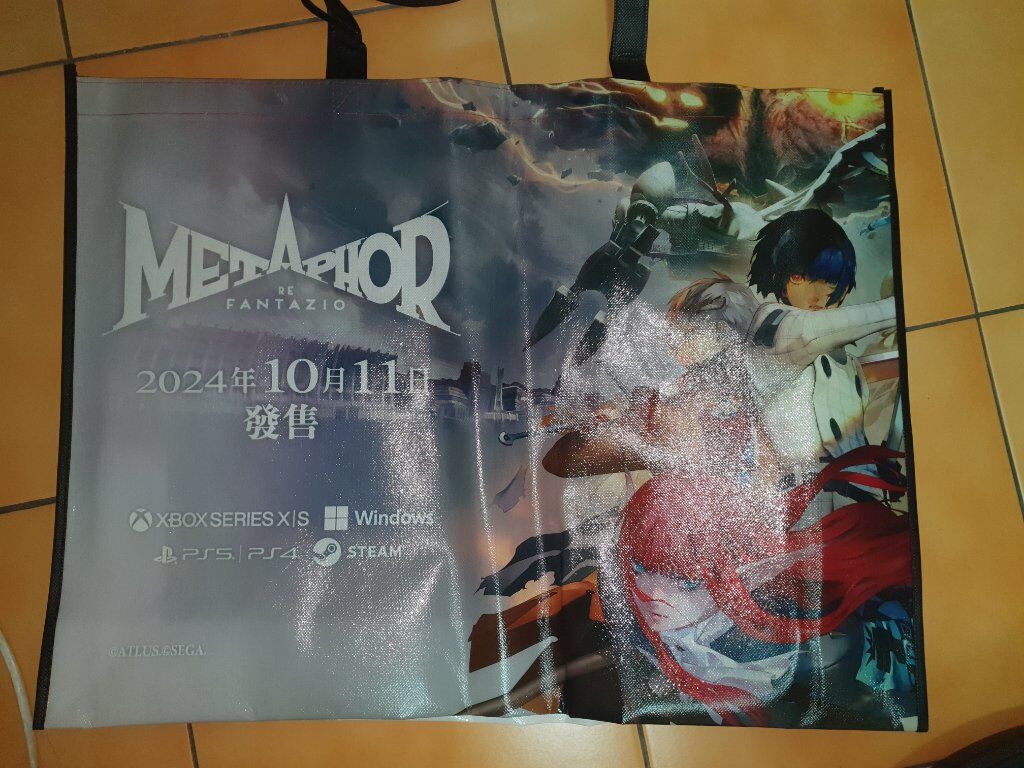 METAPHOR
RE
FANTAZIO
2024年10月11日
發售
XBOX SERIES X|S Windows
PS5 | PS4 STEAM
©ATLUS.©SEGA.